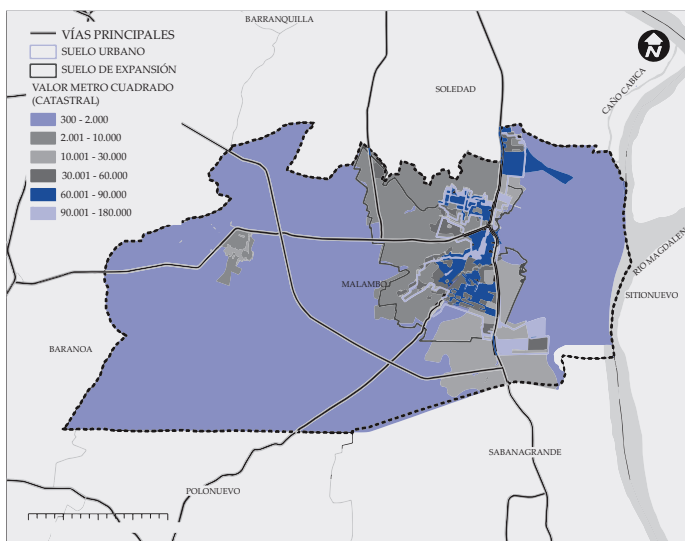 BARRANQUILLA
VÍAS PRINCIPALES
SUELO URBANO
SUELO DE EXPANSIÓN
VALOR METRO CUADRADO
(CATASTRAL)
300 - 2.000
2.001 - 10.000
10.001 - 30.000
30.001 - 60.000
60.001 - 90.000
90.001 - 180.000
N
SOLEDAD
CAÑO CABICA
RIO MAGDALEN
MALAMBO
SITIONUEVO
BARANOA
SABANAGRANDE
POLONUEVO